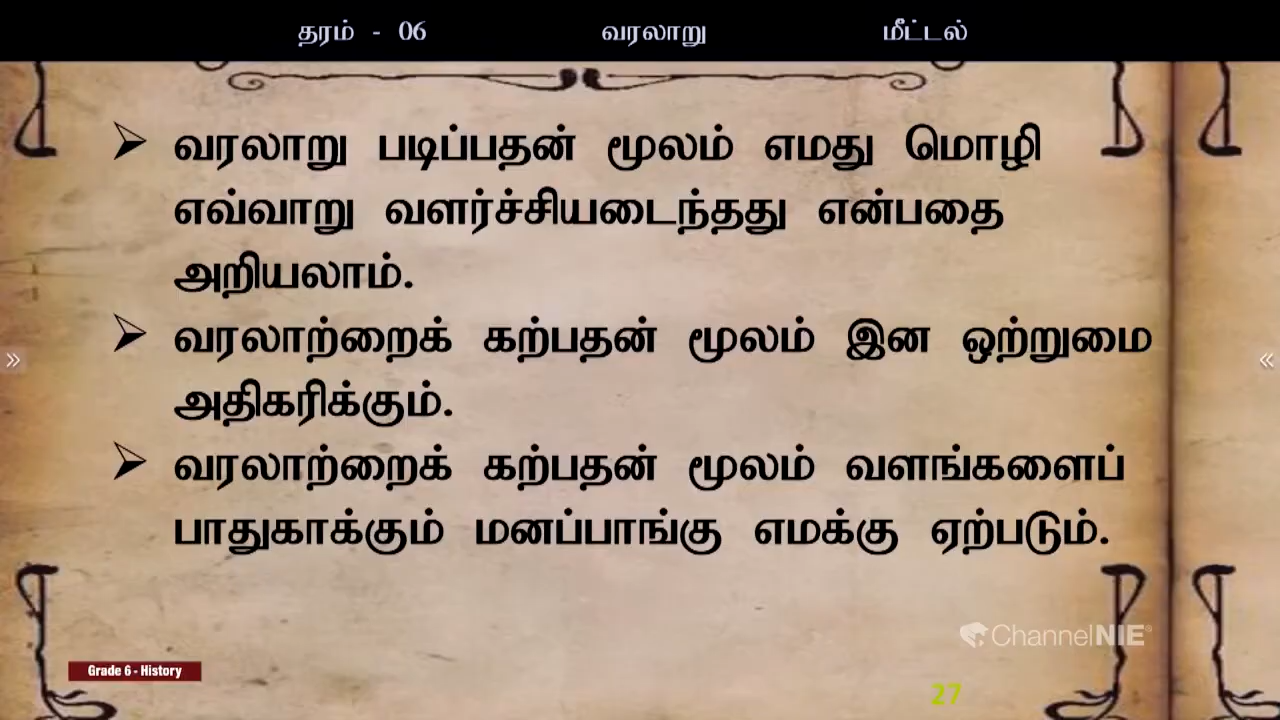 தரம் - 06 வரலாறு மீட்டல்
➢ வரலாறு படிப்பதன் மூலம் எமது மொழி
எவ்வாறு வளர்ச்சியடைந்தது என்பதை
அறியலாம்.
➢ வரலாற்றைக் கற்பதன் மூலம் இன ஒற்றுமை
அதிகரிக்கும்.
➢ வரலாற்றைக் கற்பதன் மூலம் வளங்களைப்
பாதுகாக்கும் மனப்பாங்கு எமக்கு ஏற்படும்.
ChannelNIE®
Grade 6 - History
27